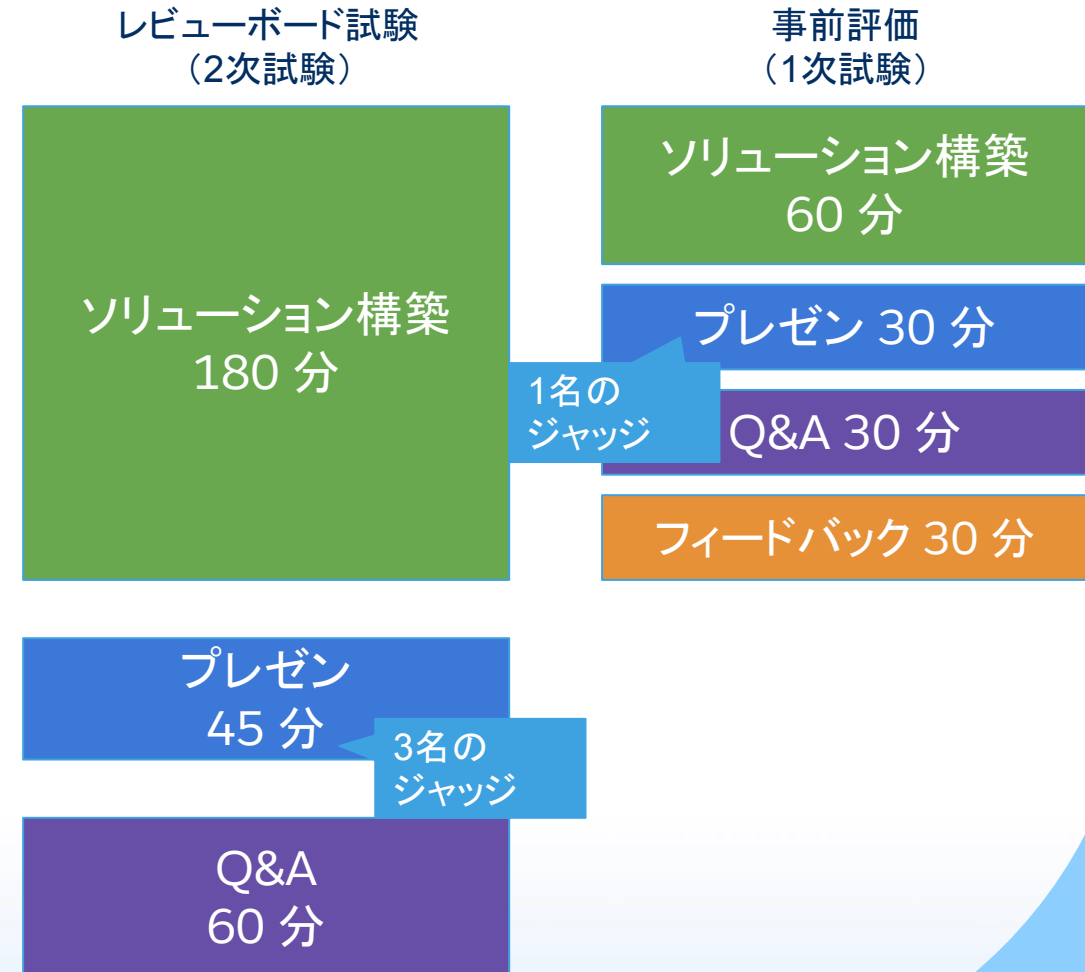 レビューボード試験
（2次試験）
ソリューション構築
180 分
プレゼン
45 分
3名の
ジャッジ
Q&A
60 分
事前評価
（1次試験）
ソリューション構築
60 分
プレゼン 30 分
1名の
ジャッジ
Q&A 30 分
フィードバック 30 分